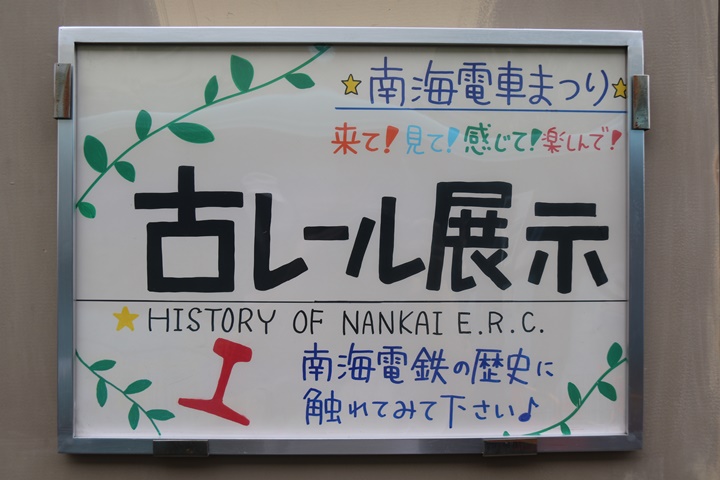 南海電車まつり
来て!見て!感じて!楽しんで!
古レール展示
HISTORY OF NANKAI E.R.C.
南海電鉄の歴史に
触れてみて下さい♪